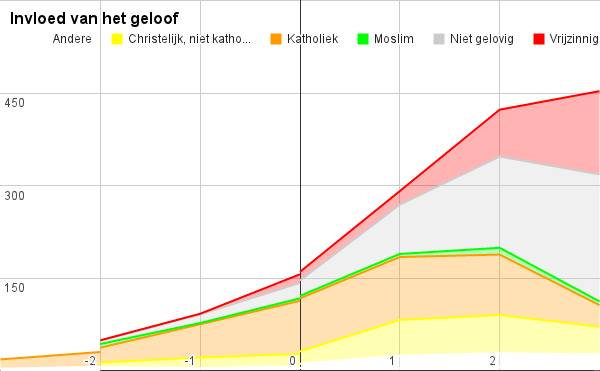 Invloed van het geloof
Andere Christelijk, niet katho... Katholiek Moslim Niet gelovig Vrijzinnig
450
300
150
-2 -1 0 1 2